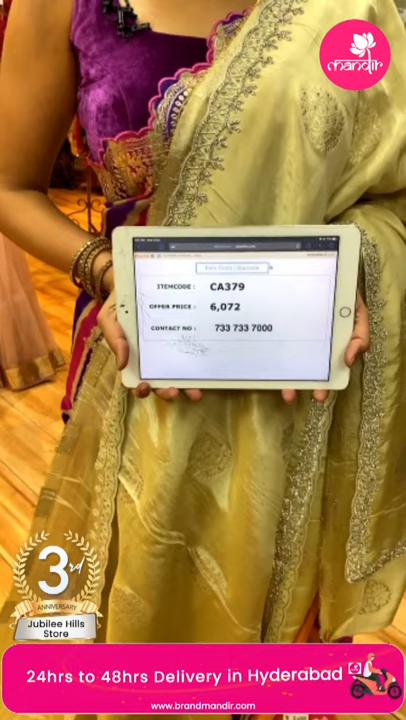 mandir
ITEMCODE : CA379
OFFER PRICE : 6,072
CONTACT NO : 733 733 7000
3rd
ANNIVERSARY
Jubilee Hills
Store
24hrs to 48hrs Delivery in Hyderabad
www.brandmandir.com